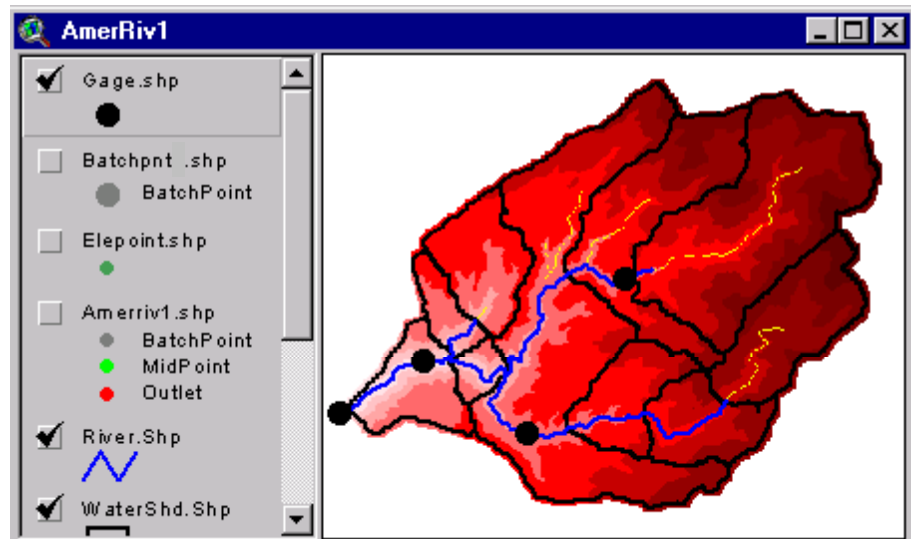 AmerRiv1
Gage.shp
Batchpnt .shp
BatchPoint
Elepoint.shp
Amerriv1.shp
BatchPoint
MidPoint
Outlet
River.Shp
WaterShd.Shp